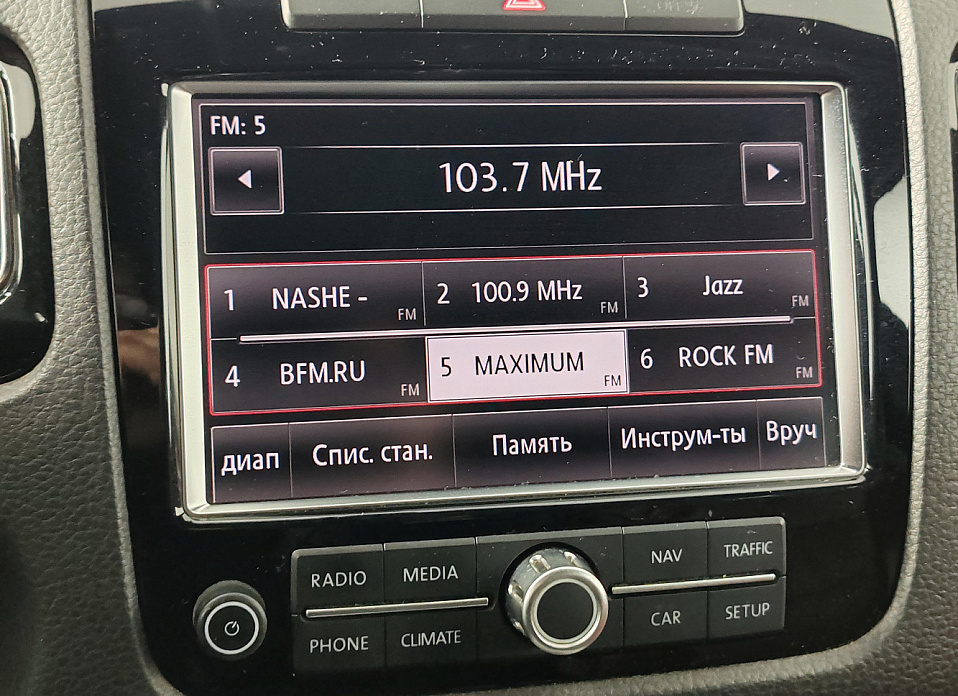 OFF
FM: 5
103.7 MHz
1 NASHE - FM 2 100.9 MHz FM 3 Jazz FM
4 BFM.RU FM 5 MAXIMUM FM 6 ROCK FM FM
диап Спис. стан. Память Инструм-ты Вруч
RADIO MEDIA NAV TRAFFIC
PHONE CLIMATE CAR SETUP